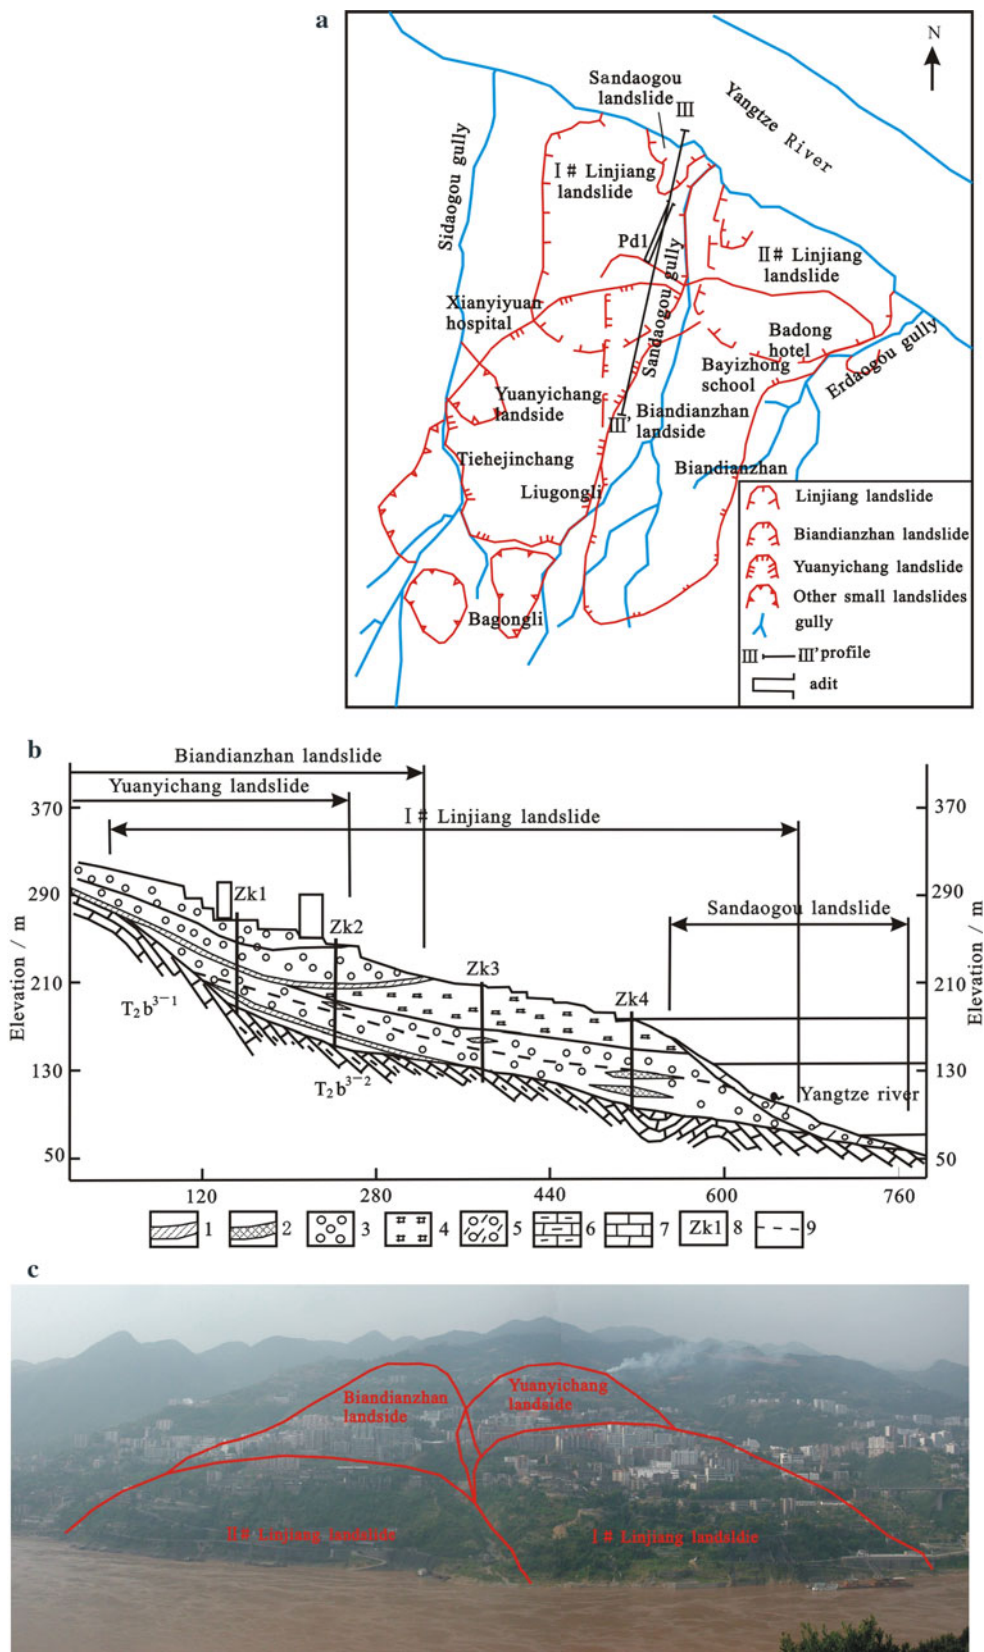 a
N
Sandaogou
landslide
III
Yangtze River
Sidaogou gully
I# Linjiang
landslide
Pd1
Sandaogou gully
II# Linjiang
landslide
Xianyiyuan
hospital
Badong
hotel
Erdaogou gully
Bayizhong
school
Yuanyichang
landside
III'
Biandianzhan
landside
Tiehejinchang
Liugongli
Biandianzhan
Bagongli
Linjiang landslide
Biandianzhan landslide
Yuanyichang landslide
Other small landslides
gully
III III' profile
adit
b
Biandianzhan landslide
Yuanyichang landslide
I# Linjiang landslide
Sandaogou landslide
370 370
290 290
210 210
130 130
50 50
Elevation / m
Elevation / m
Zk1
Zk2
Zk3
Zk4
T₂b³⁻¹
T₂b³⁻²
Yangtze river
120 280 440 600 760
1 2 3 4 5 6 7 Zk1 8 9
c
Biandianzhan
landside
Yuanyichang
landside
II# Linjiang landslide
I# Linjiang landsldie